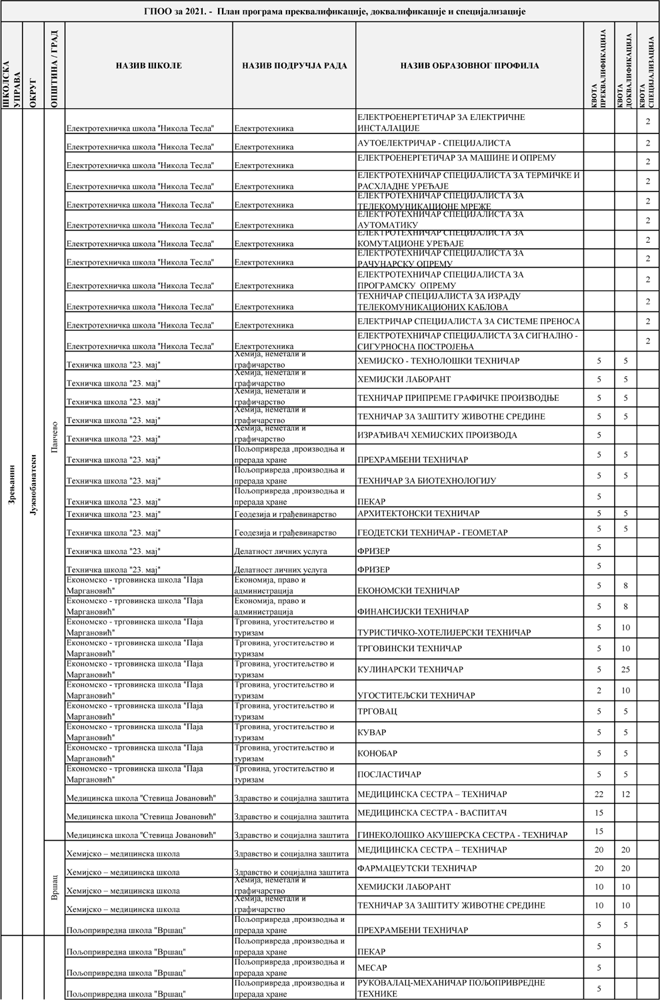 ГПОО за 2021. - План програма преквалификације, доквалификације и специјализације
ШКОЛСКА УПРАВА
ОКРУГ
ОПШТИНА / ГРАД
НАЗИВ ШКОЛЕ
НАЗИВ ПОДРУЧЈА РАДА
НАЗИВ ОБРАЗОВНОГ ПРОФИЛА
КВОТА ПРЕКВАЛИФИКАЦИЈА
КВОТА ДОКВАЛИФИКАЦИЈА
КВОТА СПЕЦИЈАЛИЗАЦИЈА
Зрењанин
Јужнобанатски
Панчево
Електротехничка школа "Никола Тесла" Електротехника ЕЛЕКТРОЕНЕРГЕТИЧАР ЗА ЕЛЕКТРИЧНЕ ИНСТАЛАЦИЈЕ 2
Електротехничка школа "Никола Тесла" Електротехника АУТОЕЛЕКТРИЧАР - СПЕЦИЈАЛИСТА 2
Електротехничка школа "Никола Тесла" Електротехника ЕЛЕКТРОЕНЕРГЕТИЧАР ЗА МАШИНЕ И ОПРЕМУ 2
Електротехничка школа "Никола Тесла" Електротехника ЕЛЕКТРОТЕХНИЧАР СПЕЦИЈАЛИСТА ЗА ТЕРМИЧКЕ И РАСХЛАДНЕ УРЕЂАЈЕ 2
Електротехничка школа "Никола Тесла" Електротехника ЕЛЕКТРОТЕХНИЧАР СПЕЦИЈАЛИСТА ЗА ТЕЛЕКОМУНИКАЦИОНЕ МРЕЖЕ 2
Електротехничка школа "Никола Тесла" Електротехника ЕЛЕКТРОТЕХНИЧАР СПЕЦИЈАЛИСТА ЗА АУТОМАТИКУ 2
Електротехничка школа "Никола Тесла" Електротехника ЕЛЕКТРОТЕХНИЧАР СПЕЦИЈАЛИСТА ЗА КОМУТАЦИОНЕ УРЕЂАЈЕ 2
Електротехничка школа "Никола Тесла" Електротехника ЕЛЕКТРОТЕХНИЧАР СПЕЦИЈАЛИСТА ЗА РАЧУНАРСКУ ОПРЕМУ 2
Електротехничка школа "Никола Тесла" Електротехника ЕЛЕКТРОТЕХНИЧАР СПЕЦИЈАЛИСТА ЗА ПРОГРАМСКУ ОПРЕМУ 2
Електротехничка школа "Никола Тесла" Електротехника ТЕХНИЧАР СПЕЦИЈАЛИСТА ЗА ИЗРАДУ ТЕЛЕКОМУНИКАЦИОНИХ КАБЛОВА 2
Електротехничка школа "Никола Тесла" Електротехника ЕЛЕКТРИЧАР СПЕЦИЈАЛИСТА ЗА СИСТЕМЕ ПРЕНОСА 2
Електротехничка школа "Никола Тесла" Електротехника ЕЛЕКТРОТЕХНИЧАР СПЕЦИЈАЛИСТА ЗА СИГНАЛНО - СИГУРНОСНА ПОСТРОЈЕЊА 2
Техничка школа "23. мај" Хемија, неметали и графичарство ХЕМИЈСКО - ТЕХНОЛОШКИ ТЕХНИЧАР 5 5
Техничка школа "23. мај" Хемија, неметали и графичарство ХЕМИЈСКИ ЛАБОРАНТ 5 5
Техничка школа "23. мај" Хемија, неметали и графичарство ТЕХНИЧАР ПРИПРЕМЕ ГРАФИЧКЕ ПРОИЗВОДЊЕ 5 5
Техничка школа "23. мај" Хемија, неметали и графичарство ТЕХНИЧАР ЗА ЗАШТИТУ ЖИВОТНЕ СРЕДИНЕ 5 5
Техничка школа "23. мај" Хемија, неметали и графичарство ИЗРАЂИВАЧ ХЕМИЈСКИХ ПРОИЗВОДА 5
Техничка школа "23. мај" Пољопривреда ,производња и прерада хране ПРЕХРАМБЕНИ ТЕХНИЧАР 5 5
Техничка школа "23. мај" Пољопривреда ,производња и прерада хране ТЕХНИЧАР ЗА БИОТЕХНОЛОГИЈУ 5 5
Техничка школа "23. мај" Пољопривреда ,производња и прерада хране ПЕКАР 5
Техничка школа "23. мај" Геодезија и грађевинарство АРХИТЕКТОНСКИ ТЕХНИЧАР 5 5
Техничка школа "23. мај" Геодезија и грађевинарство ГЕОДЕТСКИ ТЕХНИЧАР - ГЕОМЕТАР 5 5
Техничка школа "23. мај" Делатност личних услуга ФРИЗЕР 5
Техничка школа "23. мај" Делатност личних услуга ФРИЗЕР 5
Економско - трговинска школа "Паја Маргановић" Економија, право и администрација ЕКОНОМСКИ ТЕХНИЧАР 5 8
Економско - трговинска школа "Паја Маргановић" Економија, право и администрација ФИНАНСИЈСКИ ТЕХНИЧАР 5 8
Економско - трговинска школа "Паја Маргановић" Трговина, угоститељство и туризам ТУРИСТИЧКО-ХОТЕЛИЈЕРСКИ ТЕХНИЧАР 5 10
Економско - трговинска школа "Паја Маргановић" Трговина, угоститељство и туризам ТРГОВИНСКИ ТЕХНИЧАР 5 10
Економско - трговинска школа "Паја Маргановић" Трговина, угоститељство и туризам КУЛИНАРСКИ ТЕХНИЧАР 5 25
Економско - трговинска школа "Паја Маргановић" Трговина, угоститељство и туризам УГОСТИТЕЉСКИ ТЕХНИЧАР 2 10
Економско - трговинска школа "Паја Маргановић" Трговина, угоститељство и туризам ТРГОВАЦ 5 5
Економско - трговинска школа "Паја Маргановић" Трговина, угоститељство и туризам КУВАР 5 5
Економско - трговинска школа "Паја Маргановић" Трговина, угоститељство и туризам КОНОБАР 5 5
Економско - трговинска школа "Паја Маргановић" Трговина, угоститељство и туризам ПОСЛАСТИЧАР 5 5
Медицинска школа "Стевица Јовановић" Здравство и социјална заштита МЕДИЦИНСКА СЕСТРА – ТЕХНИЧАР 22 12
Медицинска школа "Стевица Јовановић" Здравство и социјална заштита МЕДИЦИНСКА СЕСТРА - ВАСПИТАЧ 15
Медицинска школа "Стевица Јовановић" Здравство и социјална заштита ГИНЕКОЛОШКО АКУШЕРСКА СЕСТРА - ТЕХНИЧАР 15
Вршац
Хемијско – медицинска школа Здравство и социјална заштита МЕДИЦИНСКА СЕСТРА – ТЕХНИЧАР 20 20
Хемијско – медицинска школа Здравство и социјална заштита ФАРМАЦЕУТСКИ ТЕХНИЧАР 20 20
Хемијско – медицинска школа Хемија, неметали и графичарство ХЕМИЈСКИ ЛАБОРАНТ 10 10
Хемијско – медицинска школа Хемија, неметали и графичарство ТЕХНИЧАР ЗА ЗАШТИТУ ЖИВОТНЕ СРЕДИНЕ 10 10
Пољопривредна школа "Вршац" Пољопривреда ,производња и прерада хране ПРЕХРАМБЕНИ ТЕХНИЧАР 5 5
Пољопривредна школа "Вршац" Пољопривреда ,производња и прерада хране ПЕКАР 5
Пољопривредна школа "Вршац" Пољопривреда ,производња и прерада хране МЕСАР 5
Пољопривредна школа "Вршац" Пољопривреда ,производња и прерада хране РУКОВАЛАЦ-МЕХАНИЧАР ПОЉОПРИВРЕДНЕ ТЕХНИКЕ 5